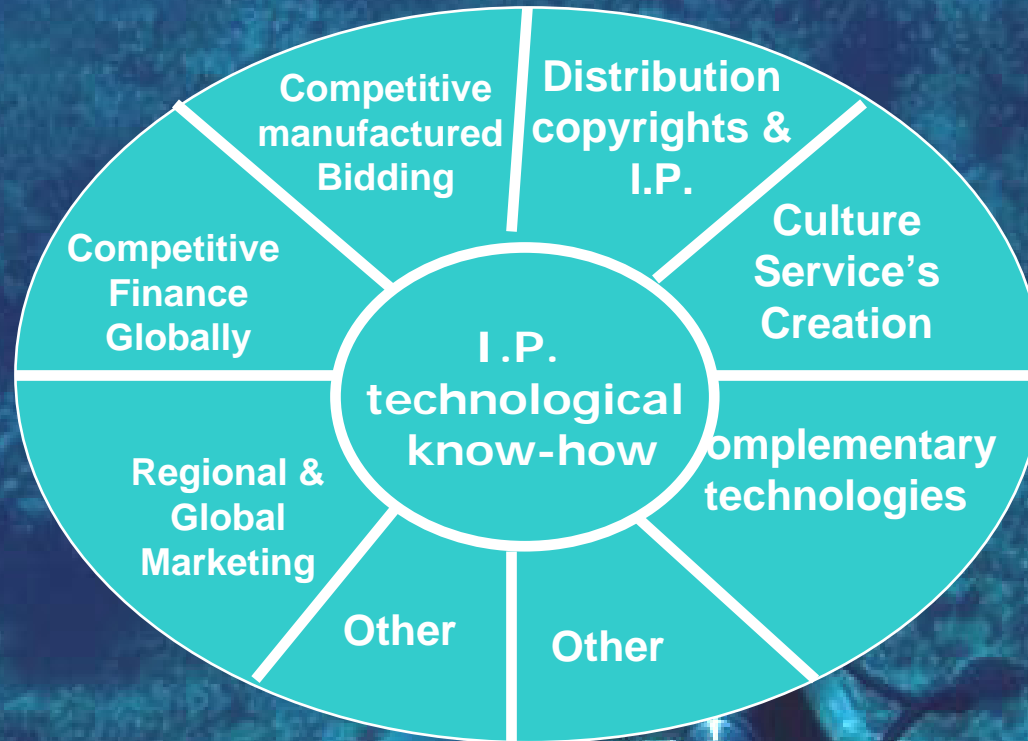 Competitive
manufactured
Bidding
Distribution
copyrights &
I.P.
Culture
Service’s
Creation
omplementary
technologies
Other
Other
Regional &
Global
Marketing
Competitive
Finance
Globally
I.P.
technological
know-how